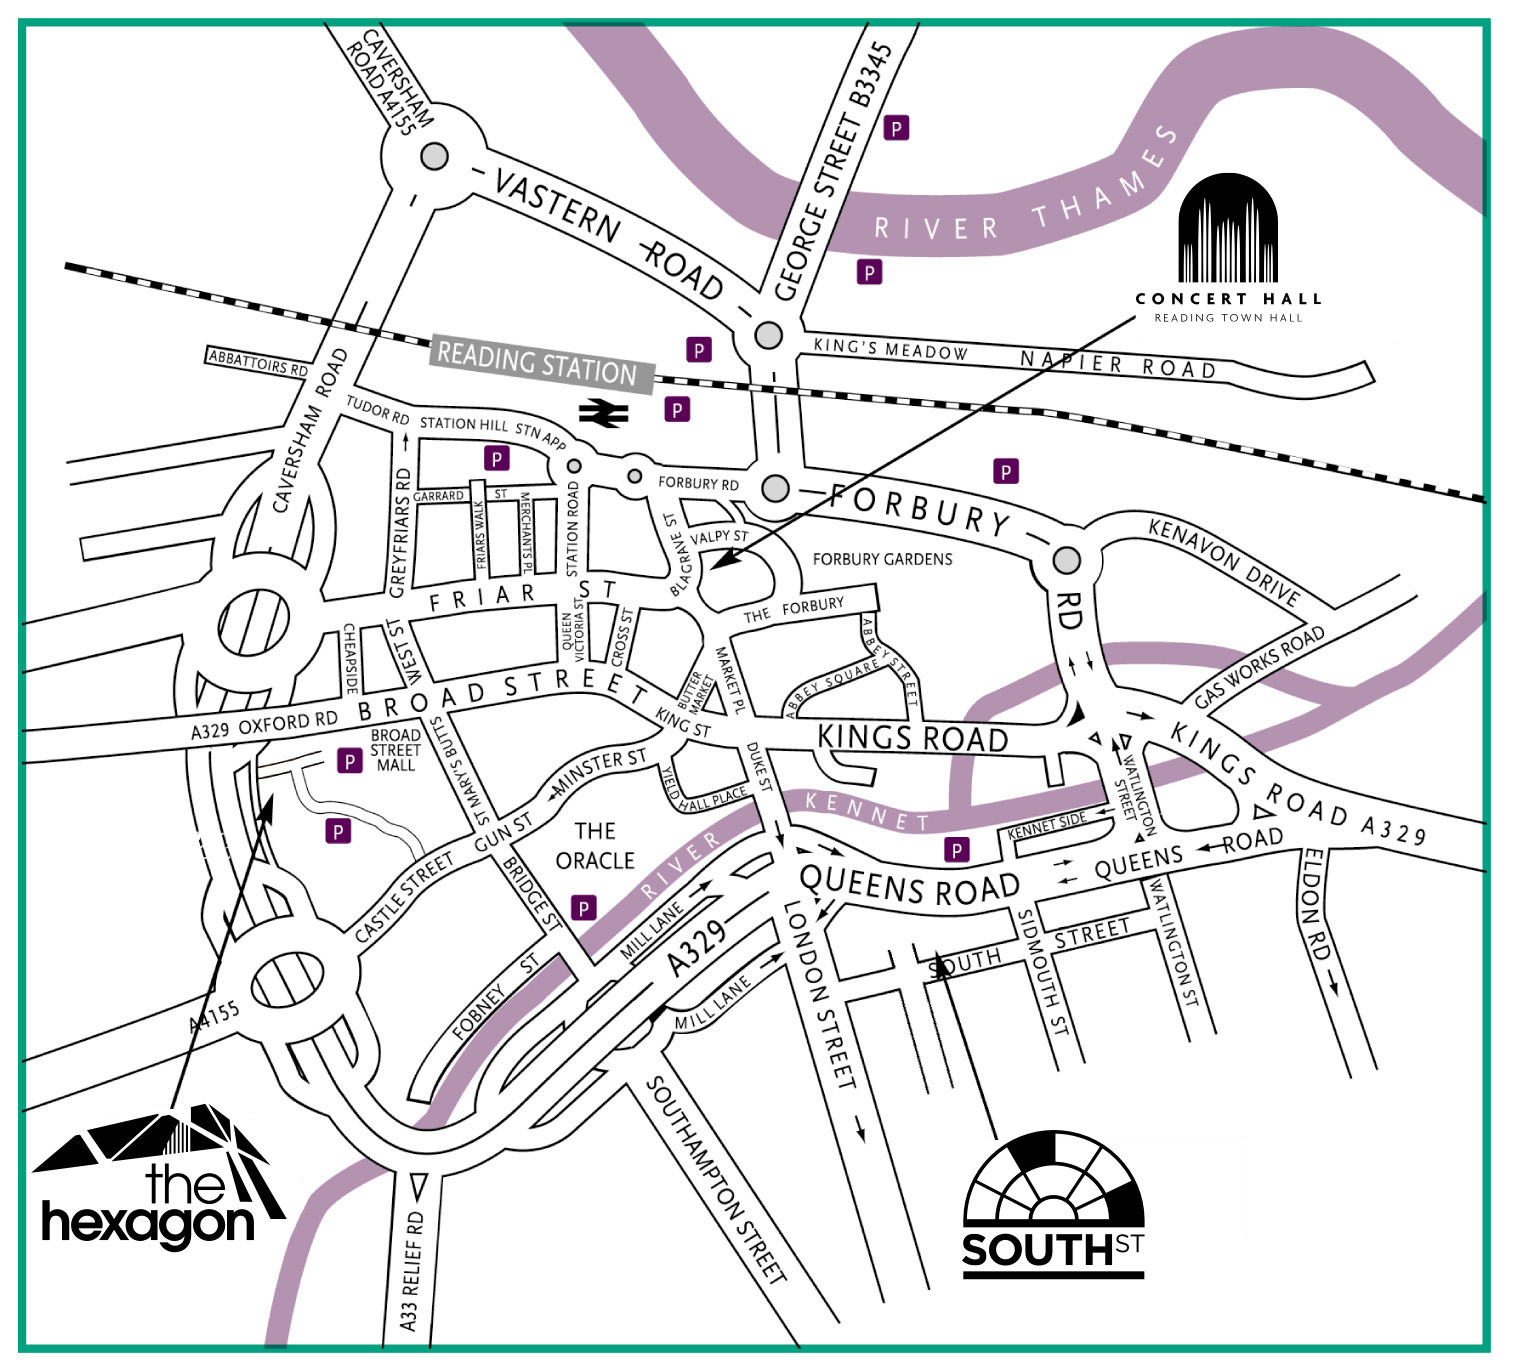 CAVERSHAM
ROAD A4155
GEORGE STREET B3345
P
VASTERN ROAD
RIVER THAMES
P
CONCERT HALL
READING TOWN HALL
READING STATION
P
KING'S MEADOW NAPIER ROAD
ABBATTOIRS RD
CAVERSHAM ROAD
TUDOR RD
STATION HILL
STN APP
P
P
P
GREYFRIARS RD
GARRARD ST
FRIARS WALK
MERCHANTS PL
STATION ROAD
FORBURY RD
FORBURY
RD
KENAVON DRIVE
BLAGRAVE ST
VALPY ST
FORBURY GARDENS
FRIAR ST
THE FORBURY
CHEAPSIDE
WEST ST
QUEEN
VICTORIA ST
CROSS ST
MARKET PL
BUTTER
MARKET
ABBEY SQUARE
ABBEY STREET
GAS WORKS ROAD
A329 OXFORD RD
BROAD STREET
KING ST
KINGS ROAD
KINGS ROAD A329
BROAD
STREET
MALL
P
ST MARY'S BUTTS
MINSTER ST
YIELD
HALL PLACE
DUKE ST
WATLINGTON
STREET
P
GUN ST
THE
ORACLE
RIVER KENNET
KENNET SIDE
P
QUEENS ROAD
QUEENS ROAD
CASTLE STREET
BRIDGE ST
P
MILL LANE
A329
LONDON STREET
SIDMOUTH ST
WATLINGTON ST
ELDON RD
SOUTH STREET
FOBNEY ST
MILL LANE
A4155
SOUTHAMPTON STREET
A33 RELIEF RD
the
hexagon
SOUTH ST